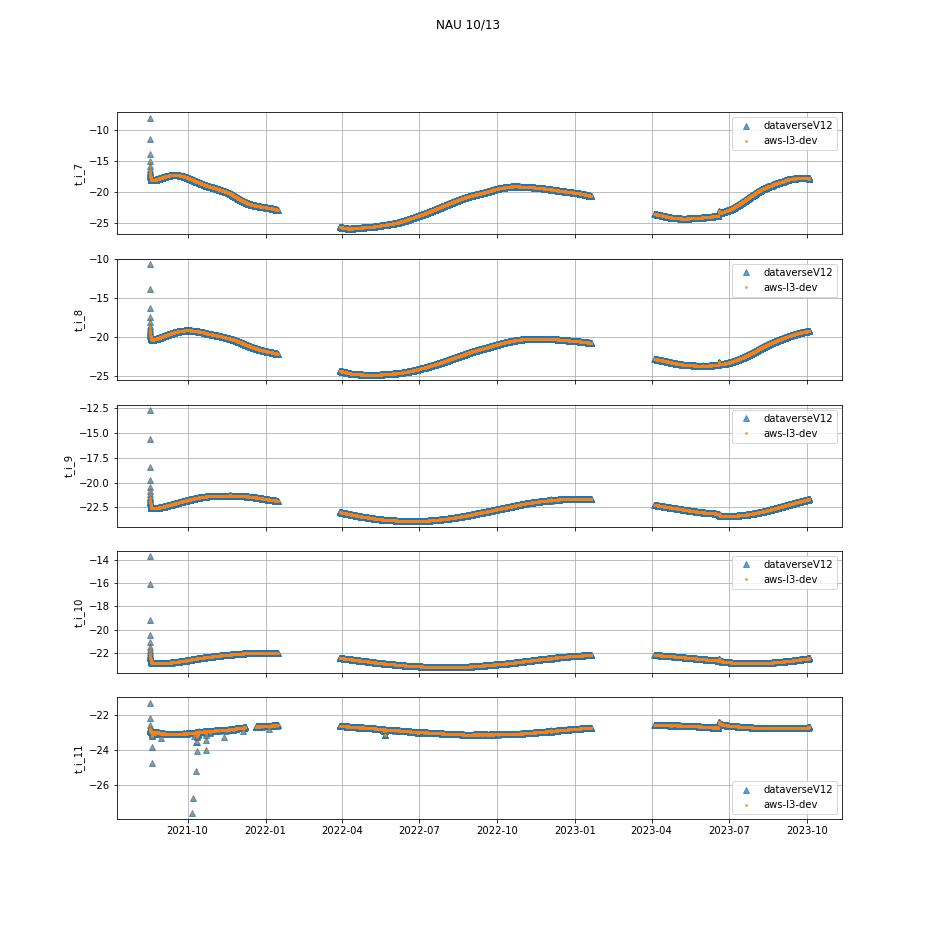 NAU 10/13
−10
−15
−20
−25
t_i_7
dataverseV12
aws-l3-dev
−10
−15
−20
−25
t_i_8
dataverseV12
aws-l3-dev
−12.5
−15.0
−17.5
−20.0
−22.5
t_i_9
dataverseV12
aws-l3-dev
−14
−16
−18
−20
−22
t_i_10
dataverseV12
aws-l3-dev
−22
−24
−26
t_i_11
dataverseV12
aws-l3-dev
2021-10 2022-01 2022-04 2022-07 2022-10 2023-01 2023-04 2023-07 2023-10